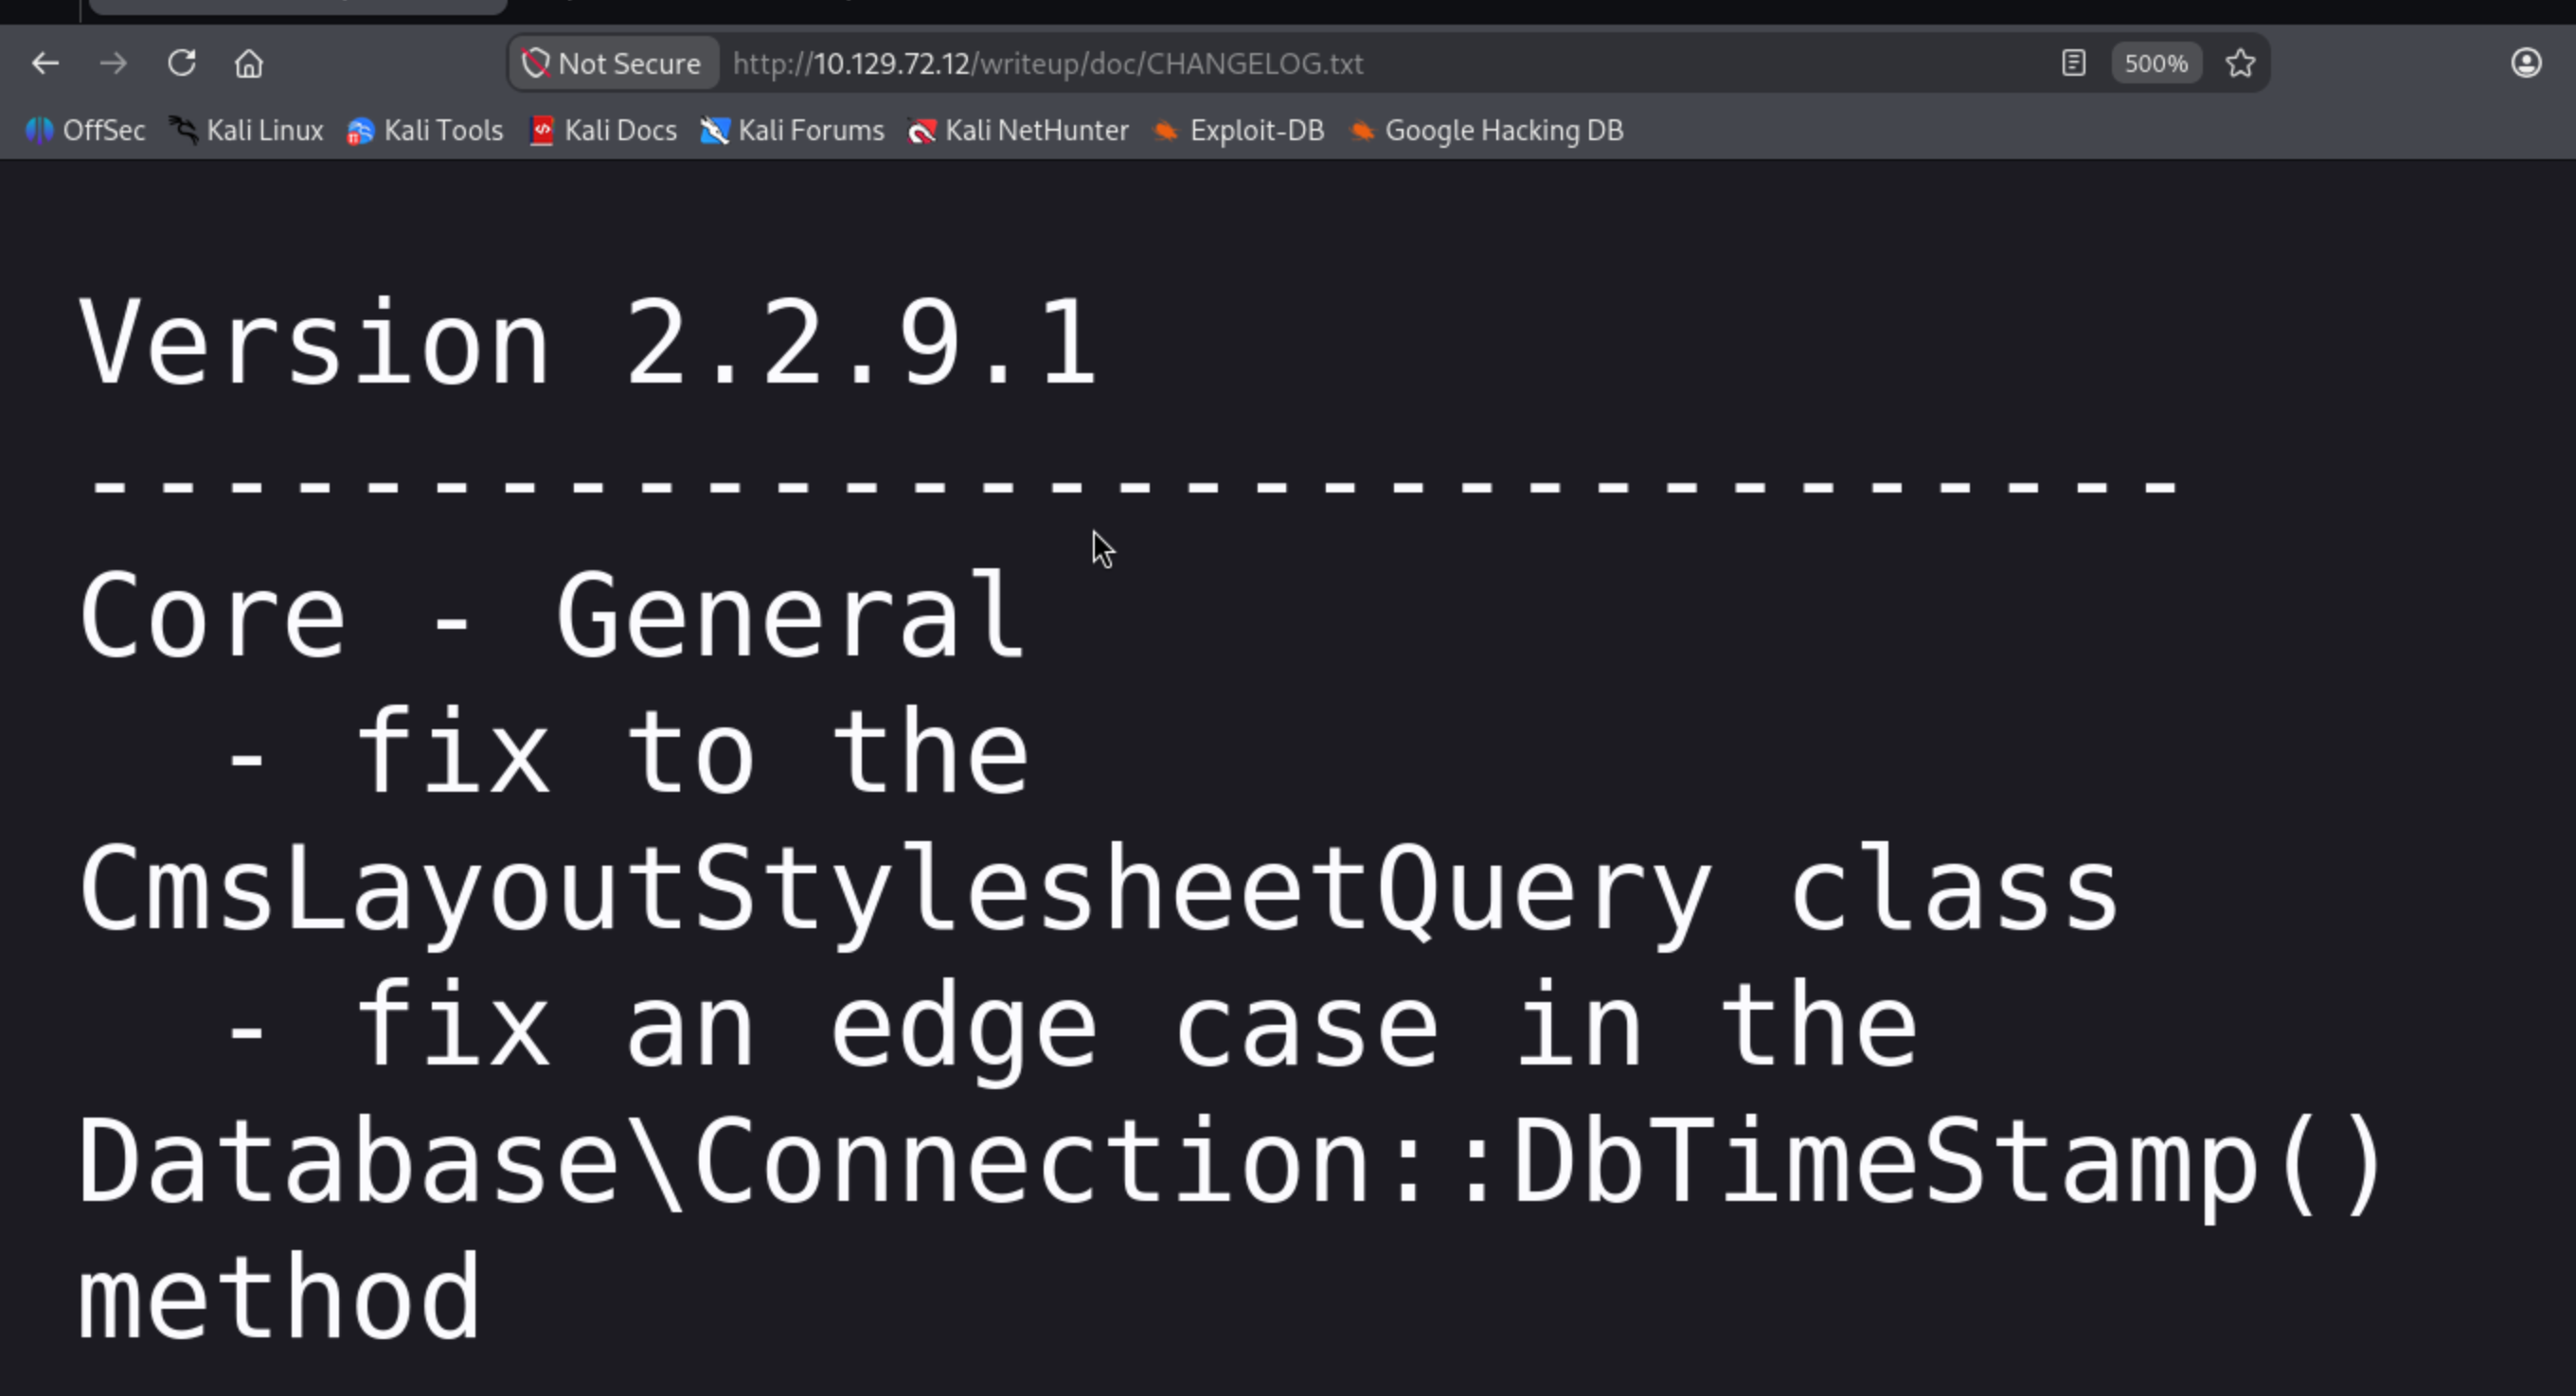 Not Secure http://10.129.72.12/writeup/doc/CHANGELOG.txt 500%
OffSec Kali Linux Kali Tools Kali Docs Kali Forums Kali NetHunter Exploit-DB Google Hacking DB
Version 2.2.9.1
-------------------------------
Core - General
  - fix to the
CmsLayoutStylesheetQuery class
  - fix an edge case in the
Database\Connection::DbTimeStamp()
method